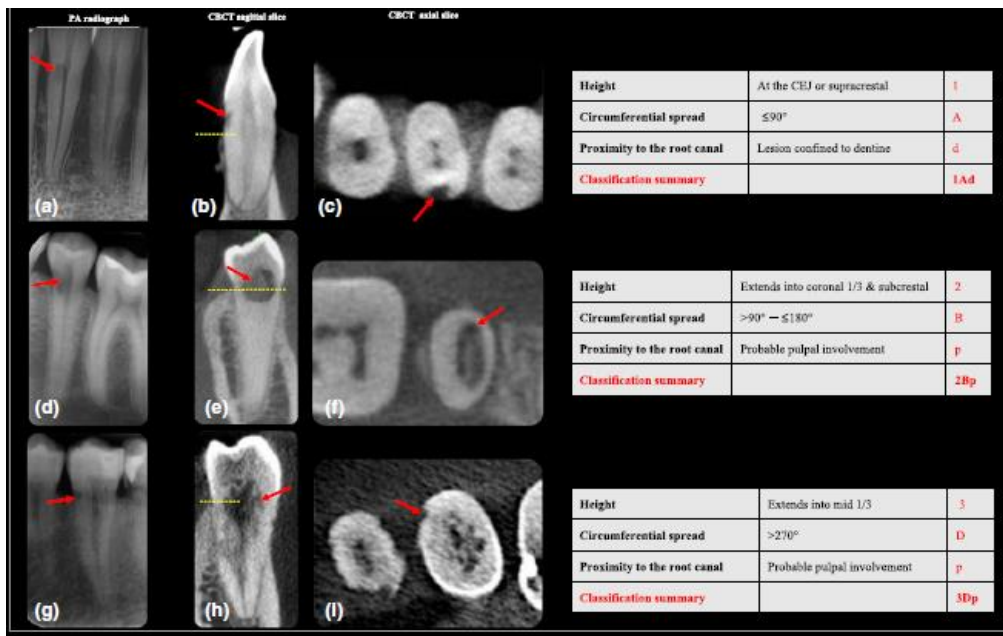 PA radiograph
CBCT sagittal slice
CBCT axial slice
(a)
(b)
(c)
Height At the CEJ or supracrestal 1
Circumferential spread ≤90° A
Proximity to the root canal Lesion confined to dentine d
Classification summary 1Ad
(d)
(e)
(f)
Height Extends into coronal 1/3 & subcrestal 2
Circumferential spread >90° – ≤180° B
Proximity to the root canal Probable pulpal involvement p
Classification summary 2Bp
(g)
(h)
(I)
Height Extends into mid 1/3 3
Circumferential spread >270° D
Proximity to the root canal Probable pulpal involvement p
Classification summary 3Dp